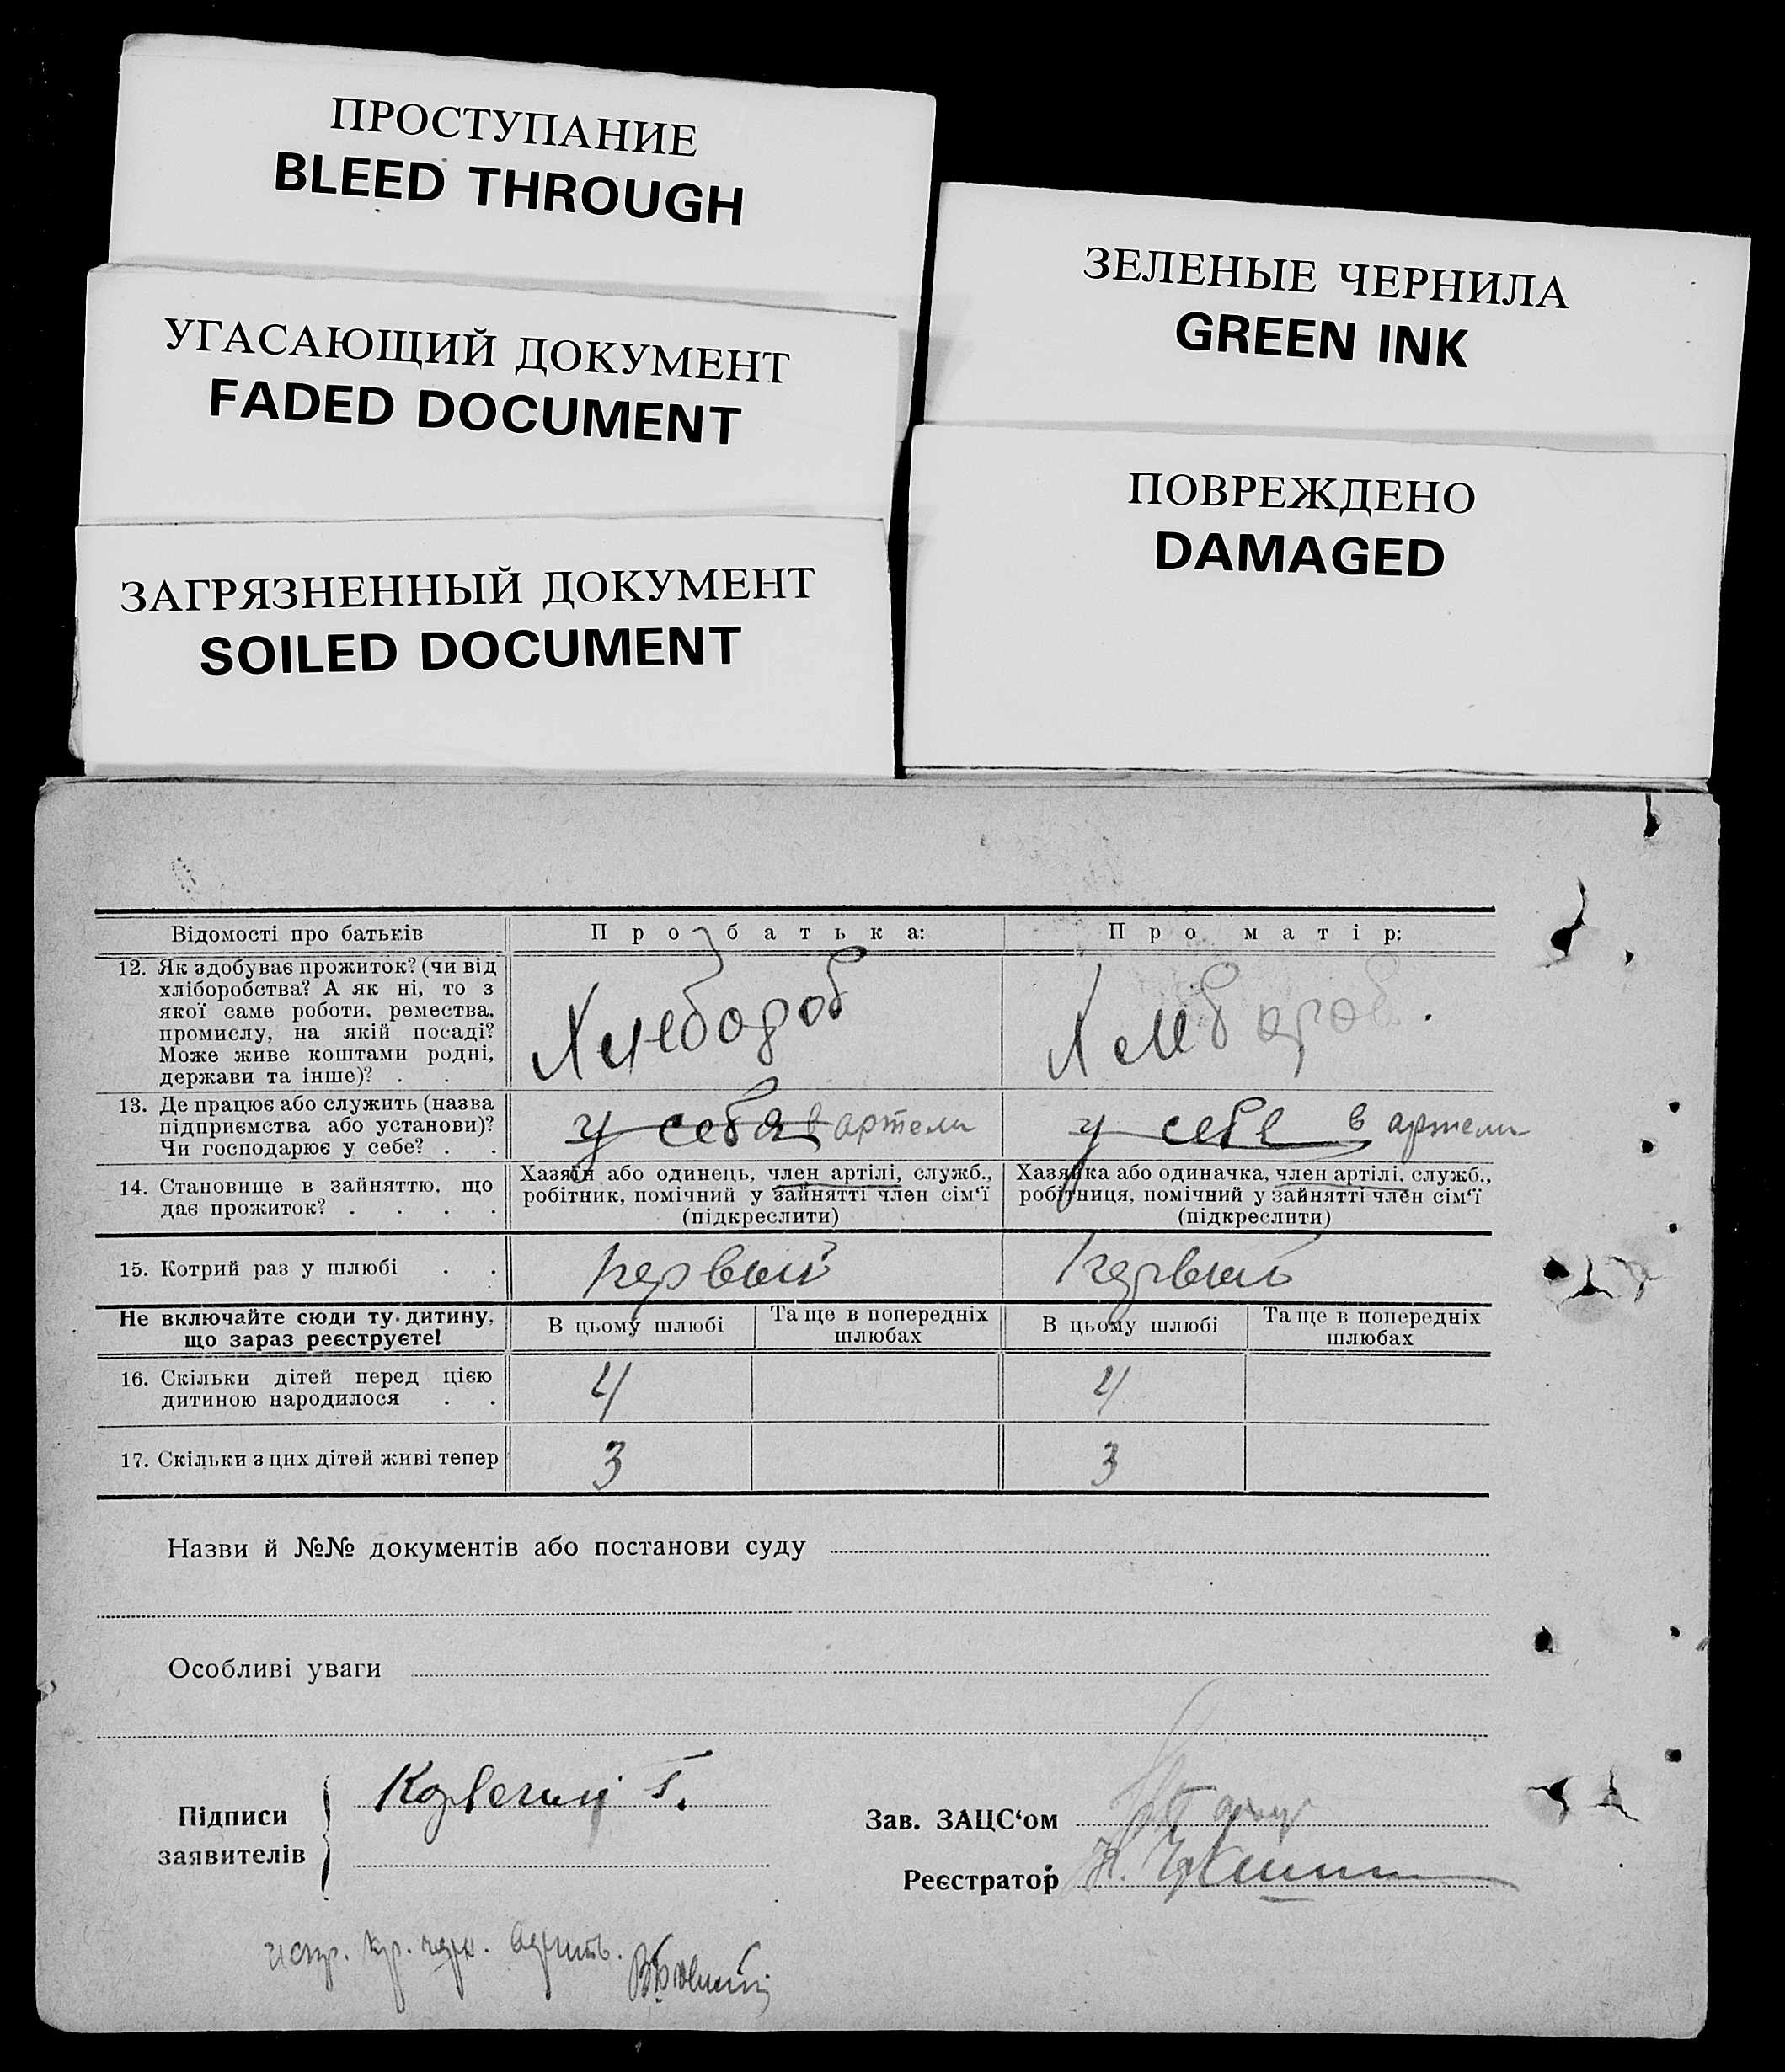 ПРОСТУПАНИЕ
BLEED THROUGH
УГАСАЮЩИЙ ДОКУМЕНТ
FADED DOCUMENT
ЗАГРЯЗНЕННЫЙ ДОКУМЕНТ
SOILED DOCUMENT
ЗЕЛЕНЫЕ ЧЕРНИЛА
GREEN INK
ПОВРЕЖДЕНО
DAMAGED
Відомості про батьків
Про батька:
Про матір:
12. Як здобуває прожиток? (чи від
хліборобства? А як ні, то з
якої саме роботи, ремества,
промислу, на якій посаді?
Може живе коштами родні,
держави та інше)? . .
Хлебороб
Хлебороб
13. Де працює або служить (назва
підприємства або установи)?
Чи господарює у себе? . .
у себя в артели
у себе в артели
14. Становище в зайняттю, що
дає прожиток? . . . .
Хазяїн або одинець, член артілі, служб.,
робітник, помічний у зайнятті член сім'ї
(підкреслити)
Хазяйка або одиначка, член артілі, служб.,
робітниця, помічний у зайнятті член сім'ї
(підкреслити)
15. Котрий раз у шлюбі . .
первый
первый
Не включайте сюди ту дитину,
що зараз реєструєте!
В цьому шлюбі
Та ще в попередніх
шлюбах
В цьому шлюбі
Та ще в попередніх
шлюбах
16. Скільки дітей перед цією
дитиною народилося . .
4
4
17. Скільки з цих дітей живі тепер
3
3
Назви й №№ документів або постанови суду
Особливі уваги
Підписи
заявителів
Зав. ЗАЦС'ом
Реєстратор